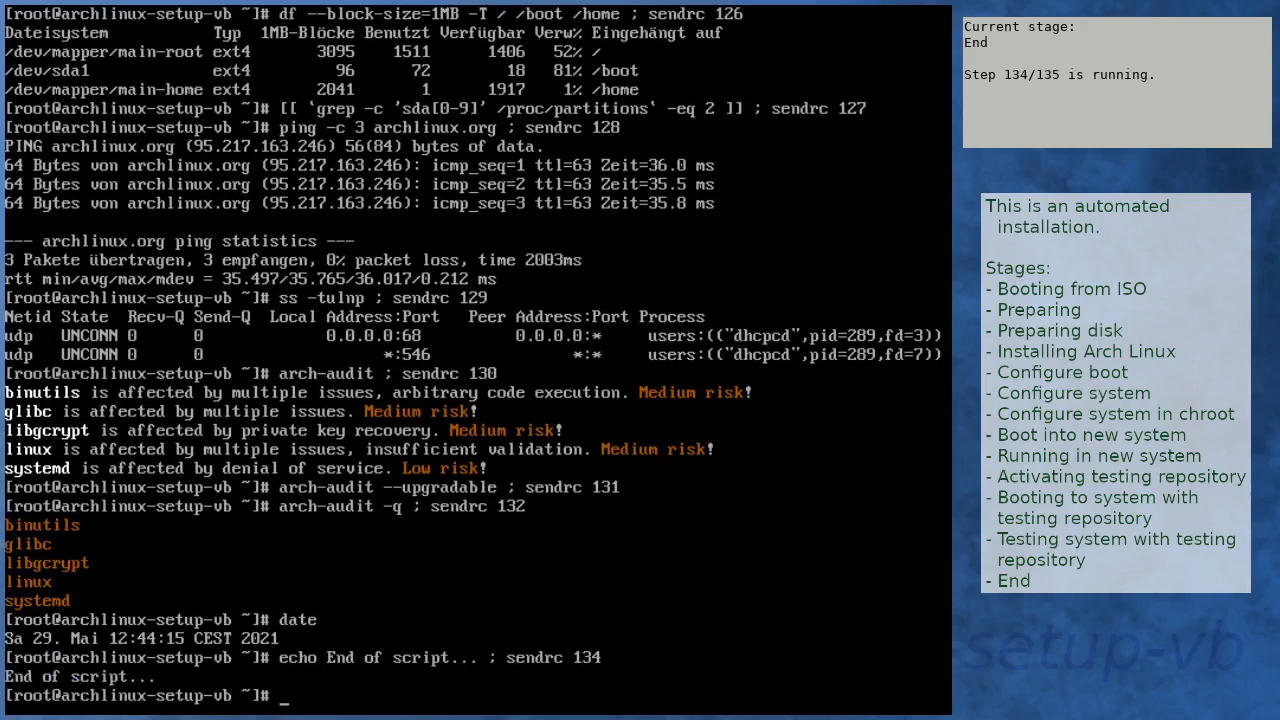 [root@archlinux-setup-vb ~]# df --block-size=1MB -T / /boot /home ; sendrc 126
Dateisystem           Typ  1MB-Blöcke Benutzt Verfügbar Verw% Eingehängt auf
/dev/mapper/main-root ext4       3095    1511      1406   52% /
/dev/sda1             ext4         96      72        18   81% /boot
/dev/mapper/main-home ext4       2041       1      1917    1% /home
[root@archlinux-setup-vb ~]# [[ `grep -c 'sda[0-9]' /proc/partitions` -eq 2 ]] ; sendrc 127
[root@archlinux-setup-vb ~]# ping -c 3 archlinux.org ; sendrc 128
PING archlinux.org (95.217.163.246) 56(84) bytes of data.
64 Bytes von archlinux.org (95.217.163.246): icmp_seq=1 ttl=63 Zeit=36.0 ms
64 Bytes von archlinux.org (95.217.163.246): icmp_seq=2 ttl=63 Zeit=35.5 ms
64 Bytes von archlinux.org (95.217.163.246): icmp_seq=3 ttl=63 Zeit=35.8 ms

--- archlinux.org ping statistics ---
3 Pakete übertragen, 3 empfangen, 0% packet loss, time 2003ms
rtt min/avg/max/mdev = 35.497/35.765/36.017/0.212 ms
[root@archlinux-setup-vb ~]# ss -tulnp ; sendrc 129
Netid State  Recv-Q Send-Q  Local Address:Port   Peer Address:Port Process
udp   UNCONN 0      0             0.0.0.0:68          0.0.0.0:*     users:(("dhcpcd",pid=289,fd=3))
udp   UNCONN 0      0                   *:546               *:*     users:(("dhcpcd",pid=289,fd=7))
[root@archlinux-setup-vb ~]# arch-audit ; sendrc 130
binutils is affected by multiple issues, arbitrary code execution. Medium risk!
glibc is affected by multiple issues. Medium risk!
libgcrypt is affected by private key recovery. Medium risk!
linux is affected by multiple issues, insufficient validation. Medium risk!
systemd is affected by denial of service. Low risk!
[root@archlinux-setup-vb ~]# arch-audit --upgradable ; sendrc 131
[root@archlinux-setup-vb ~]# arch-audit -q ; sendrc 132
binutils
glibc
libgcrypt
linux
systemd
[root@archlinux-setup-vb ~]# date
Sa 29. Mai 12:44:15 CEST 2021
[root@archlinux-setup-vb ~]# echo End of script... ; sendrc 134
End of script...
[root@archlinux-setup-vb ~]# _
Current stage:
End
Step 134/135 is running.
This is an automated
installation.
Stages:
- Booting from ISO
- Preparing
- Preparing disk
- Installing Arch Linux
- Configure boot
- Configure system
- Configure system in chroot
- Boot into new system
- Running in new system
- Activating testing repository
- Booting to system with
testing repository
- Testing system with testing
repository
- End
setup-vb